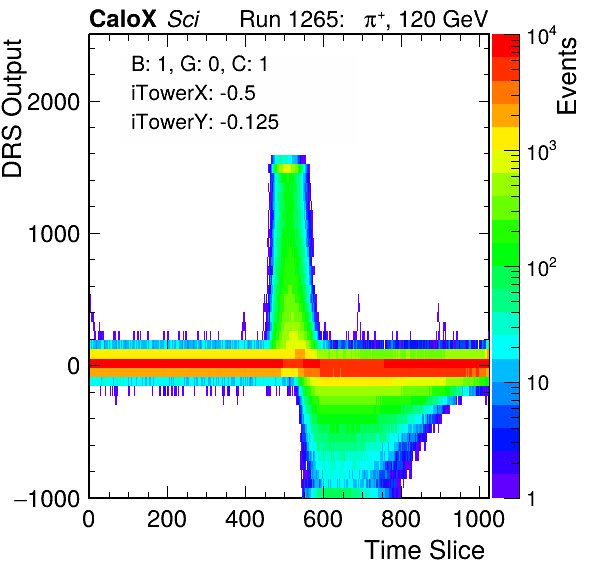 CaloX Sci Run 1265: π⁺, 120 GeV
B: 1, G: 0, C: 1
iTowerX: -0.5
iTowerY: -0.125
DRS Output
2000
1000
0
−1000
0 200 400 600 800 1000
Time Slice
Events
10⁴
10³
10²
10
1